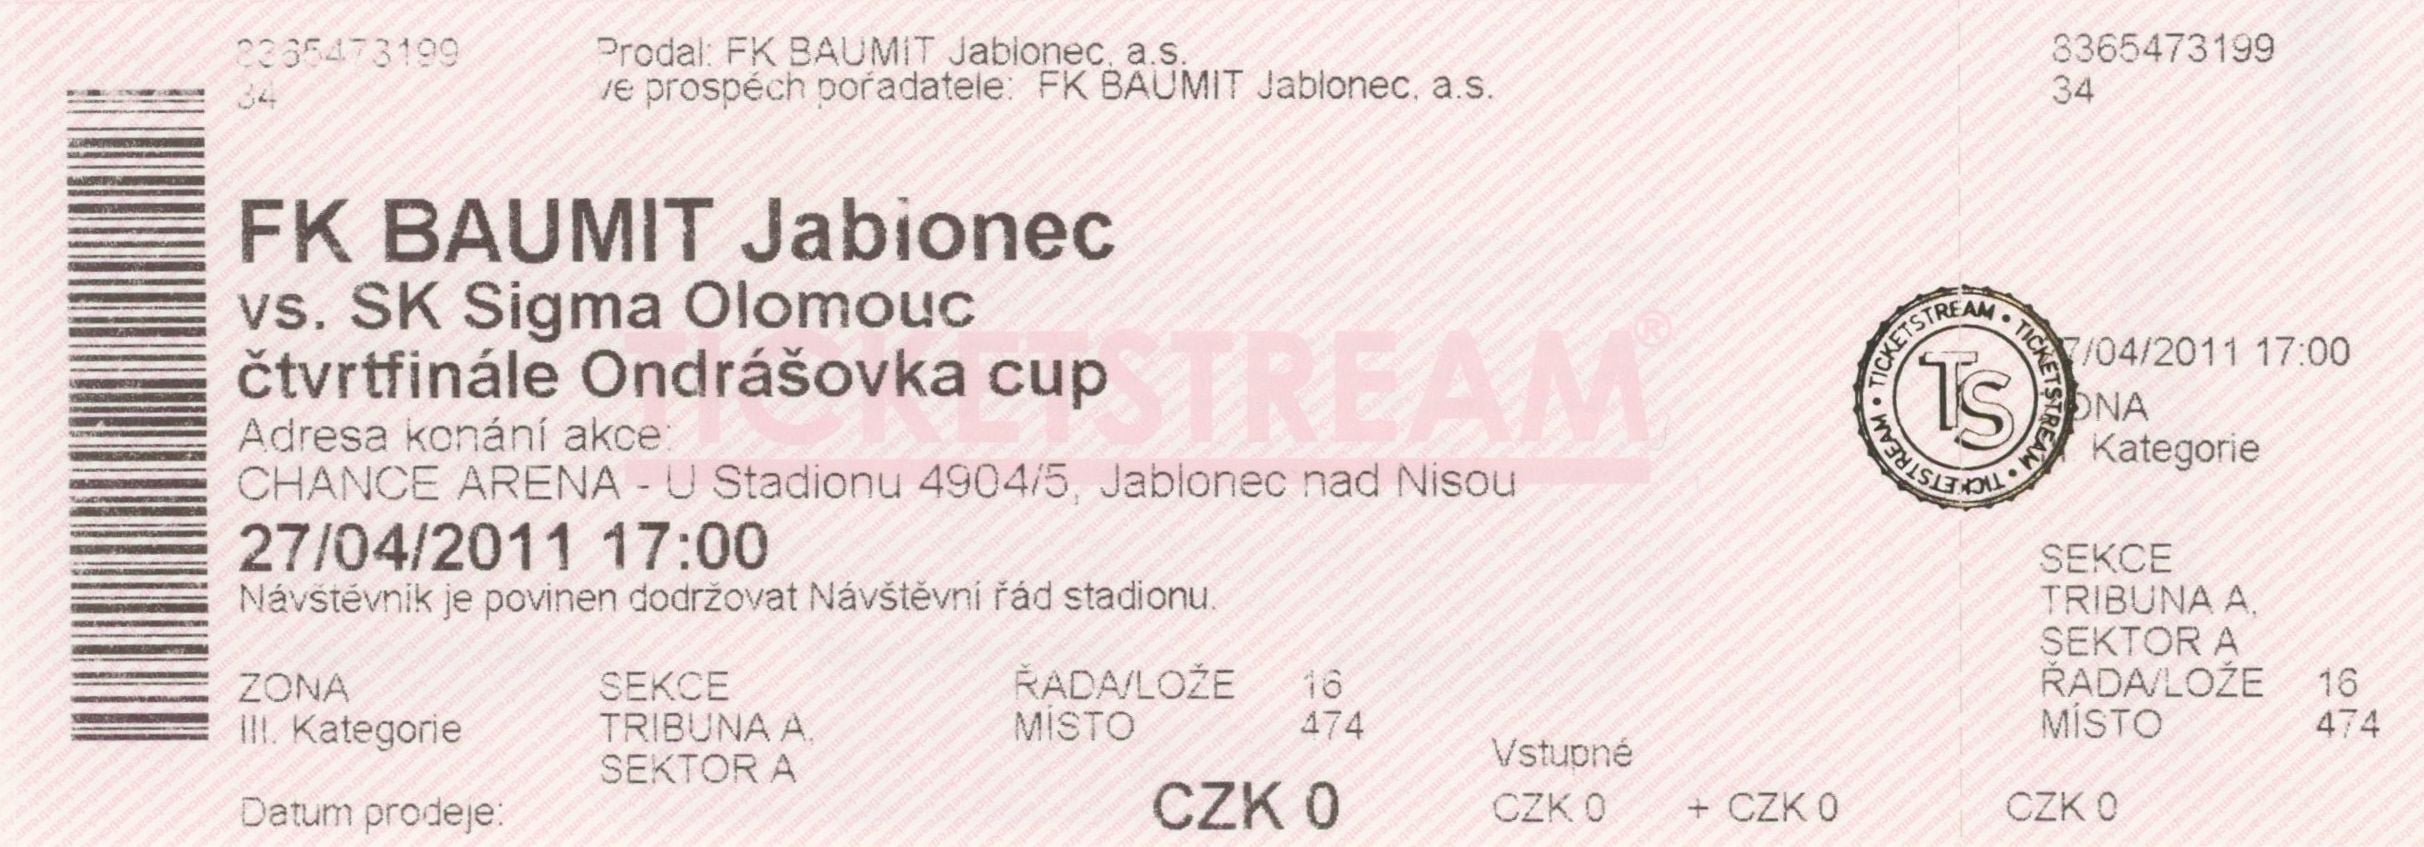 8365473199
34
Prodal: FK BAUMIT Jablonec, a.s.
ve prospěch pořadatele: FK BAUMIT Jablonec, a.s.
FK BAUMIT Jablonec
vs. SK Sigma Olomouc
čtvrtfinále Ondrášovka cup
TICKETSTREAM®
Adresa konání akce:
CHANCE ARENA - U Stadionu 4904/5, Jablonec nad Nisou
27/04/2011 17:00
Návštěvník je povinen dodržovat Návštěvní řád stadionu.
ZONA
III. Kategorie
SEKCE
TRIBUNA A,
SEKTOR A
ŘADA/LOŽE 16
MÍSTO 474
Datum prodeje:
CZK 0
Vstupné
CZK 0 + CZK 0
TICKETSTREAM • TICKETSTREAM • TICKETSTREAM •
TS
8365473199
34
27/04/2011 17:00
ZONA
Kategorie
SEKCE
TRIBUNA A,
SEKTOR A
ŘADA/LOŽE 16
MÍSTO 474
CZK 0